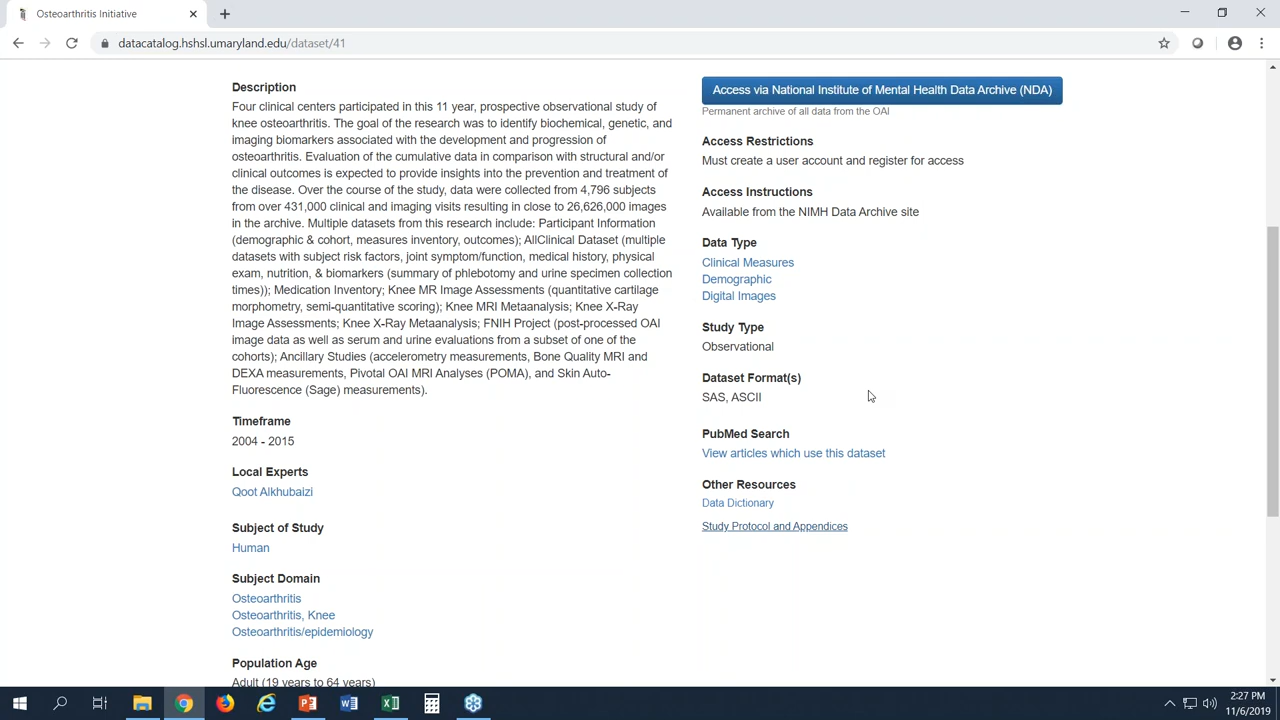 Osteoarthritis Initiative
datacatalog.hshsl.umaryland.edu/dataset/41
Description
Four clinical centers participated in this 11 year, prospective observational study of
knee osteoarthritis. The goal of the research was to identify biochemical, genetic, and
imaging biomarkers associated with the development and progression of
osteoarthritis. Evaluation of the cumulative data in comparison with structural and/or
clinical outcomes is expected to provide insights into the prevention and treatment of
the disease. Over the course of the study, data were collected from 4,796 subjects
from over 431,000 clinical and imaging visits resulting in close to 26,626,000 images
in the archive. Multiple datasets from this research include: Participant Information
(demographic & cohort, measures inventory, outcomes); AllClinical Dataset (multiple
datasets with subject risk factors, joint symptom/function, medical history, physical
exam, nutrition, & biomarkers (summary of phlebotomy and urine specimen collection
times)); Medication Inventory; Knee MR Image Assessments (quantitative cartilage
morphometry, semi-quantitative scoring); Knee MRI Metaanalysis; Knee X-Ray
Image Assessments; Knee X-Ray Metaanalysis; FNIH Project (post-processed OAI
image data as well as serum and urine evaluations from a subset of one of the
cohorts); Ancillary Studies (accelerometry measurements, Bone Quality MRI and
DEXA measurements, Pivotal OAI MRI Analyses (POMA), and Skin Auto-
Fluorescence (Sage) measurements).
Timeframe
2004 - 2015
Local Experts
Qoot Alkhubaizi
Subject of Study
Human
Subject Domain
Osteoarthritis
Osteoarthritis, Knee
Osteoarthritis/epidemiology
Population Age
Adult (19 years to 64 years)
Access via National Institute of Mental Health Data Archive (NDA)
Permanent archive of all data from the OAI
Access Restrictions
Must create a user account and register for access
Access Instructions
Available from the NIMH Data Archive site
Data Type
Clinical Measures
Demographic
Digital Images
Study Type
Observational
Dataset Format(s)
SAS, ASCII
PubMed Search
View articles which use this dataset
Other Resources
Data Dictionary
Study Protocol and Appendices
2:27 PM
11/6/2019